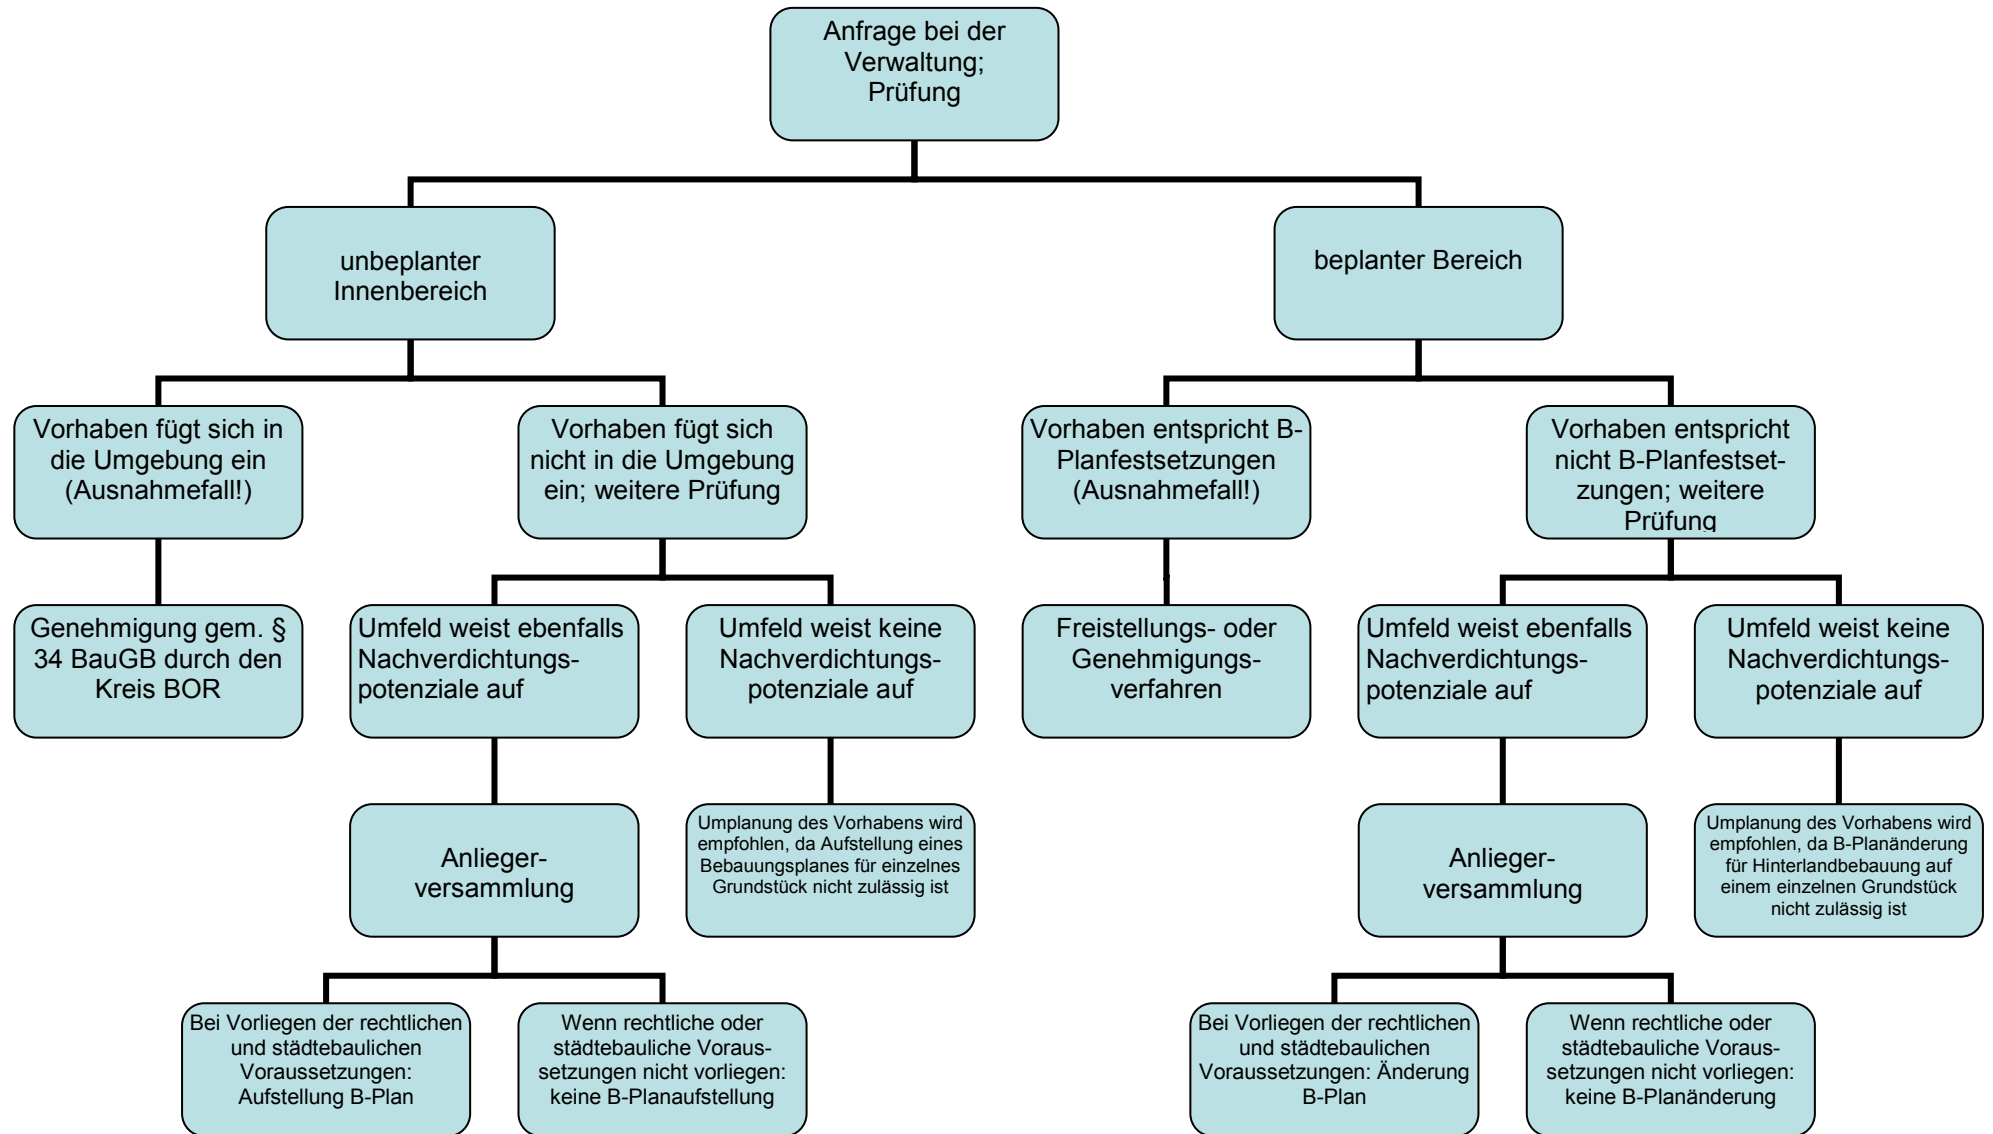 Anfrage bei der
Verwaltung;
Prüfung
unbeplanter
Innenbereich
beplanter Bereich
Vorhaben fügt sich in
die Umgebung ein
(Ausnahmefall!)
Vorhaben fügt sich
nicht in die Umgebung
ein; weitere Prüfung
Vorhaben entspricht B-
Planfestsetzungen
(Ausnahmefall!)
Vorhaben entspricht
nicht B-Planfestset-
zungen; weitere
Prüfung
Genehmigung gem. §
34 BauGB durch den
Kreis BOR
Umfeld weist ebenfalls
Nachverdichtungs-
potenziale auf
Umfeld weist keine
Nachverdichtungs-
potenziale auf
Freistellungs- oder
Genehmigungs-
verfahren
Umfeld weist ebenfalls
Nachverdichtungs-
potenziale auf
Umfeld weist keine
Nachverdichtungs-
potenziale auf
Anlieger-
versammlung
Umplanung des Vorhabens wird
empfohlen, da Aufstellung eines
Bebauungsplanes für einzelnes
Grundstück nicht zulässig ist
Anlieger-
versammlung
Umplanung des Vorhabens wird
empfohlen, da B-Planänderung
für Hinterlandbebauung auf
einem einzelnen Grundstück
nicht zulässig ist
Bei Vorliegen der rechtlichen
und städtebaulichen
Voraussetzungen:
Aufstellung B-Plan
Wenn rechtliche oder
städtebauliche Voraus-
setzungen nicht vorliegen:
keine B-Planaufstellung
Bei Vorliegen der rechtlichen
und städtebaulichen
Voraussetzungen: Änderung
B-Plan
Wenn rechtliche oder
städtebauliche Voraus-
setzungen nicht vorliegen:
keine B-Planänderung